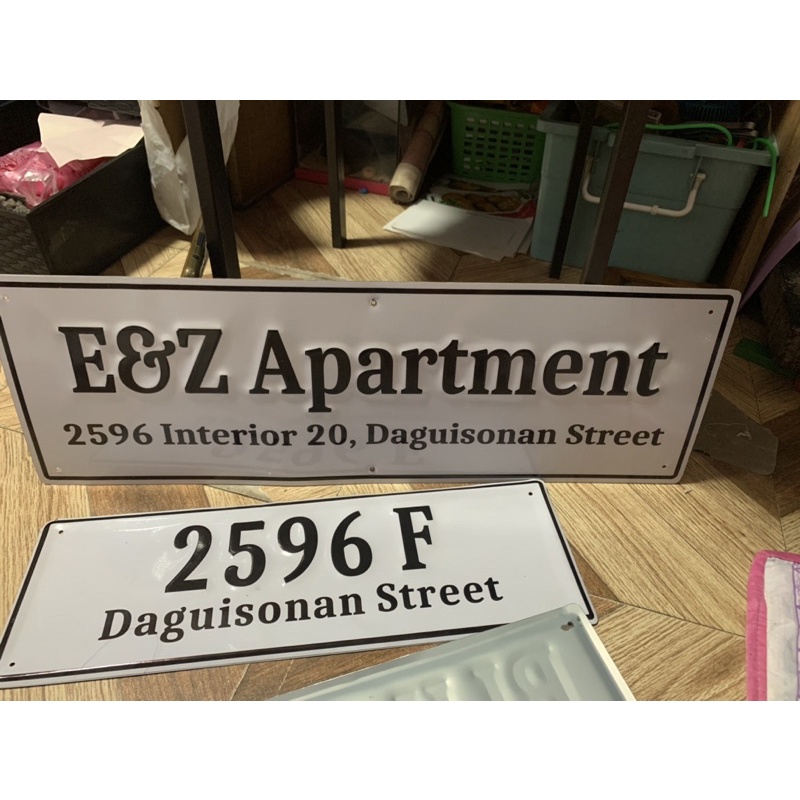 E&Z Apartment
2596 Interior 20, Daguisonan Street
2596 F
Daguisonan Street